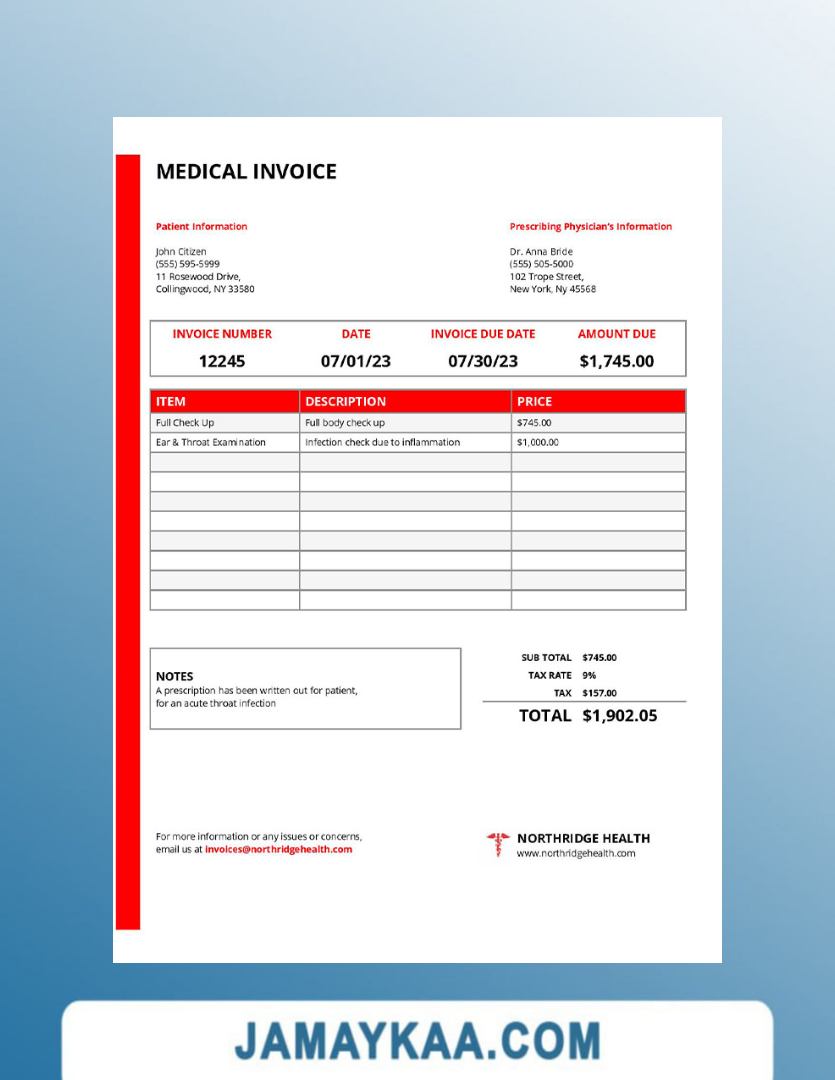 MEDICAL INVOICE
Patient Information
John Citizen
(555) 595-5999
11 Rosewood Drive,
Collingwood, NY 33580
Prescribing Physician's Information
Dr. Anna Bride
(555) 505-5000
102 Trope Street,
New York, Ny 45568
INVOICE NUMBER DATE INVOICE DUE DATE AMOUNT DUE
12245 07/01/23 07/30/23 $1,745.00
ITEM DESCRIPTION PRICE
Full Check Up Full body check up $745.00
Ear & Throat Examination Infection check due to inflammation $1,000.00
NOTES
A prescription has been written out for patient,
for an acute throat infection
SUB TOTAL $745.00
TAX RATE 9%
TAX $157.00
TOTAL $1,902.05
For more information or any issues or concerns,
email us at invoices@northridgehealth.com
NORTHRIDGE HEALTH
www.northridgehealth.com
JAMAYKAA.COM